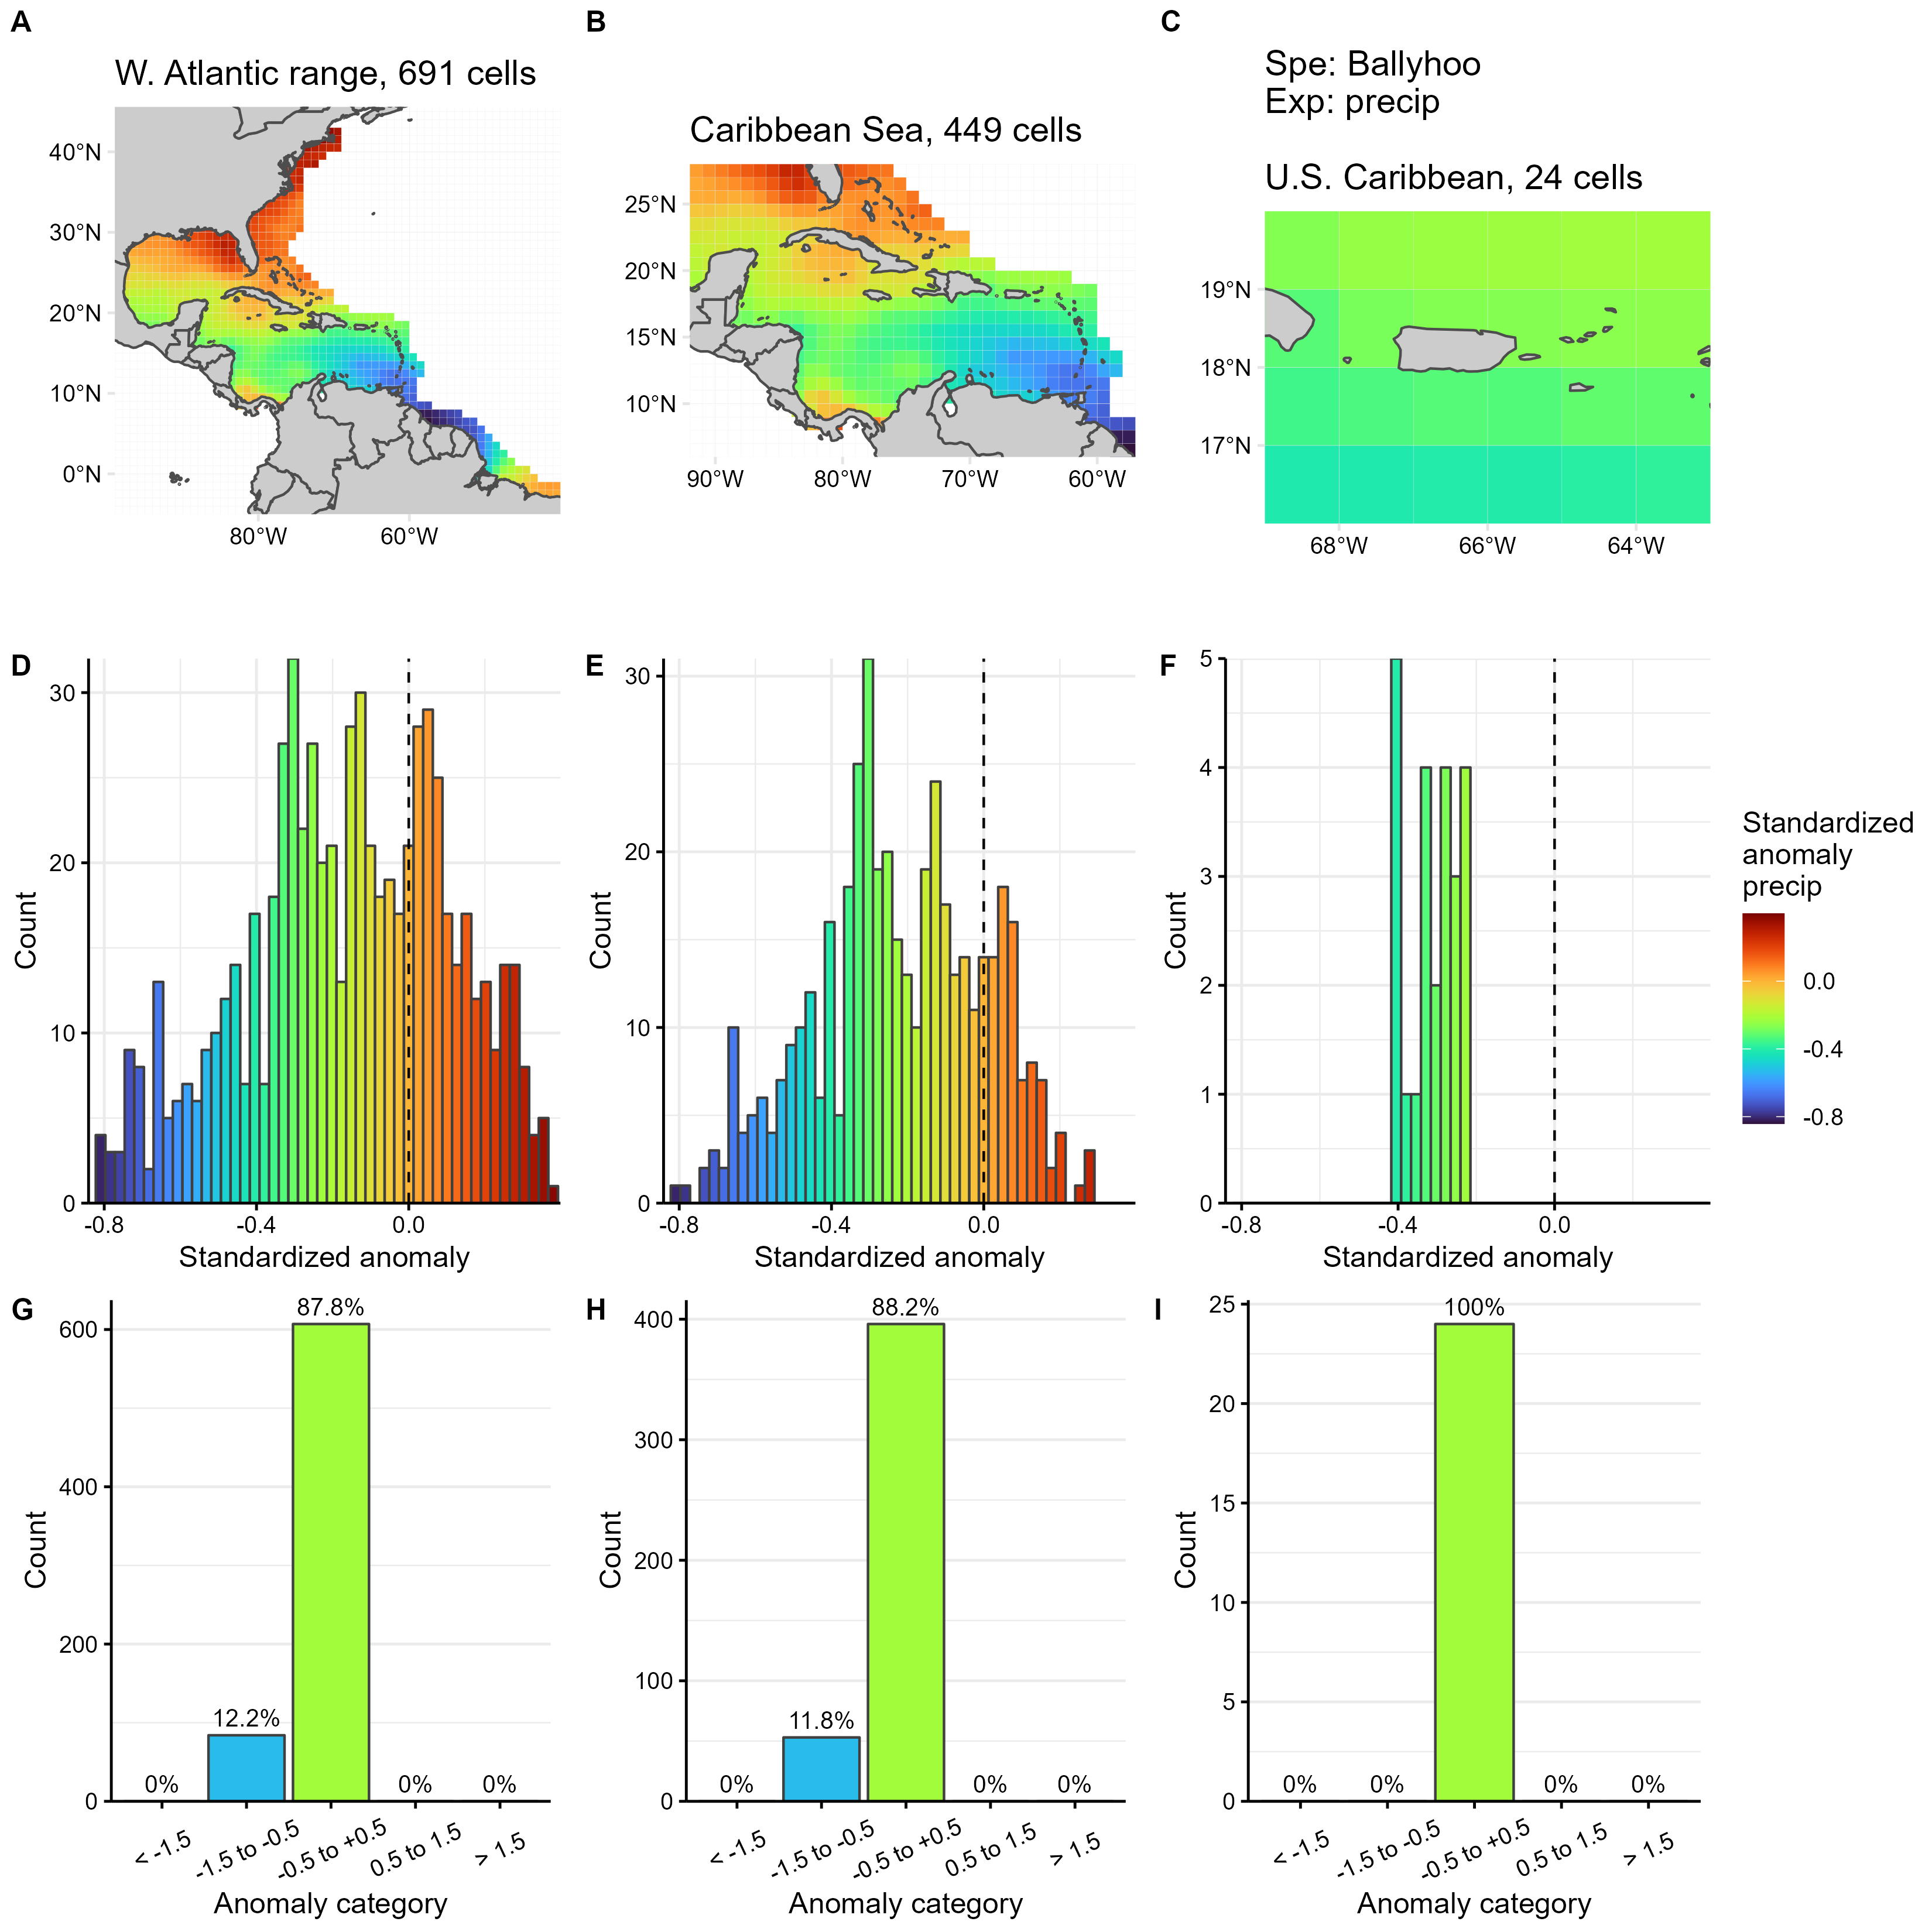 A
B
C
W. Atlantic range, 691 cells
Caribbean Sea, 449 cells
Spe: Ballyhoo
Exp: precip
U.S. Caribbean, 24 cells
40°N
30°N
20°N
10°N
0°N
80°W
60°W
25°N
20°N
15°N
10°N
90°W
80°W
70°W
60°W
19°N
18°N
17°N
68°W
66°W
64°W
D
30
20
10
0
Count
-0.8
-0.4
0.0
Standardized anomaly
E
30
20
10
0
Count
-0.8
-0.4
0.0
Standardized anomaly
F
5
4
3
2
1
0
Count
-0.8
-0.4
0.0
Standardized anomaly
Standardized
anomaly
precip
0.0
-0.4
-0.8
G
600
400
200
0
Count
0%
12.2%
87.8%
0%
0%
< -1.5
-1.5 to -0.5
-0.5 to +0.5
0.5 to 1.5
> 1.5
Anomaly category
H
400
300
200
100
0
Count
0%
11.8%
88.2%
0%
0%
< -1.5
-1.5 to -0.5
-0.5 to +0.5
0.5 to 1.5
> 1.5
Anomaly category
I
25
20
15
10
5
0
Count
0%
0%
100%
0%
0%
< -1.5
-1.5 to -0.5
-0.5 to +0.5
0.5 to 1.5
> 1.5
Anomaly category